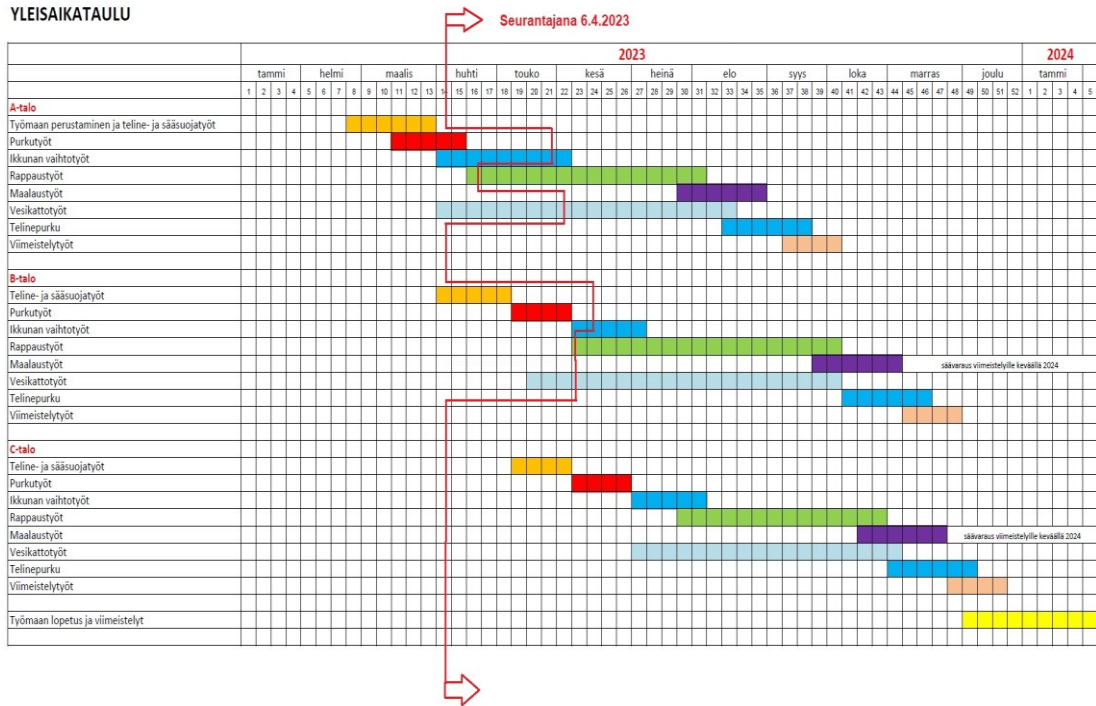 YLEISAIKATAULU
Seurantajana 6.4.2023
2023 2024
tammi helmi maalis huhti touko kesä heinä elo syys loka marras joulu tammi
1 2 3 4 5 6 7 8 9 10 11 12 13 14 15 16 17 18 19 20 21 22 23 24 25 26 27 28 29 30 31 32 33 34 35 36 37 38 39 40 41 42 43 44 45 46 47 48 49 50 51 52 1 2 3 4 5
A-talo
Työmaan perustaminen ja teline- ja sääsuojatyöt
Purkutyöt
Ikkunan vaihtotyöt
Rappaustyöt
Maalaustyöt
Vesikattotyöt
Telinepurku
Viimeistelytyöt
B-talo
Teline- ja sääsuojatyöt
Purkutyöt
Ikkunan vaihtotyöt
Rappaustyöt
Maalaustyöt säävaraus viimeistelyille keväällä 2024
Vesikattotyöt
Telinepurku
Viimeistelytyöt
C-talo
Teline- ja sääsuojatyöt
Purkutyöt
Ikkunan vaihtotyöt
Rappaustyöt
Maalaustyöt säävaraus viimeistelyille keväällä 2024
Vesikattotyöt
Telinepurku
Viimeistelytyöt
Työmaan lopetus ja viimeistelyt